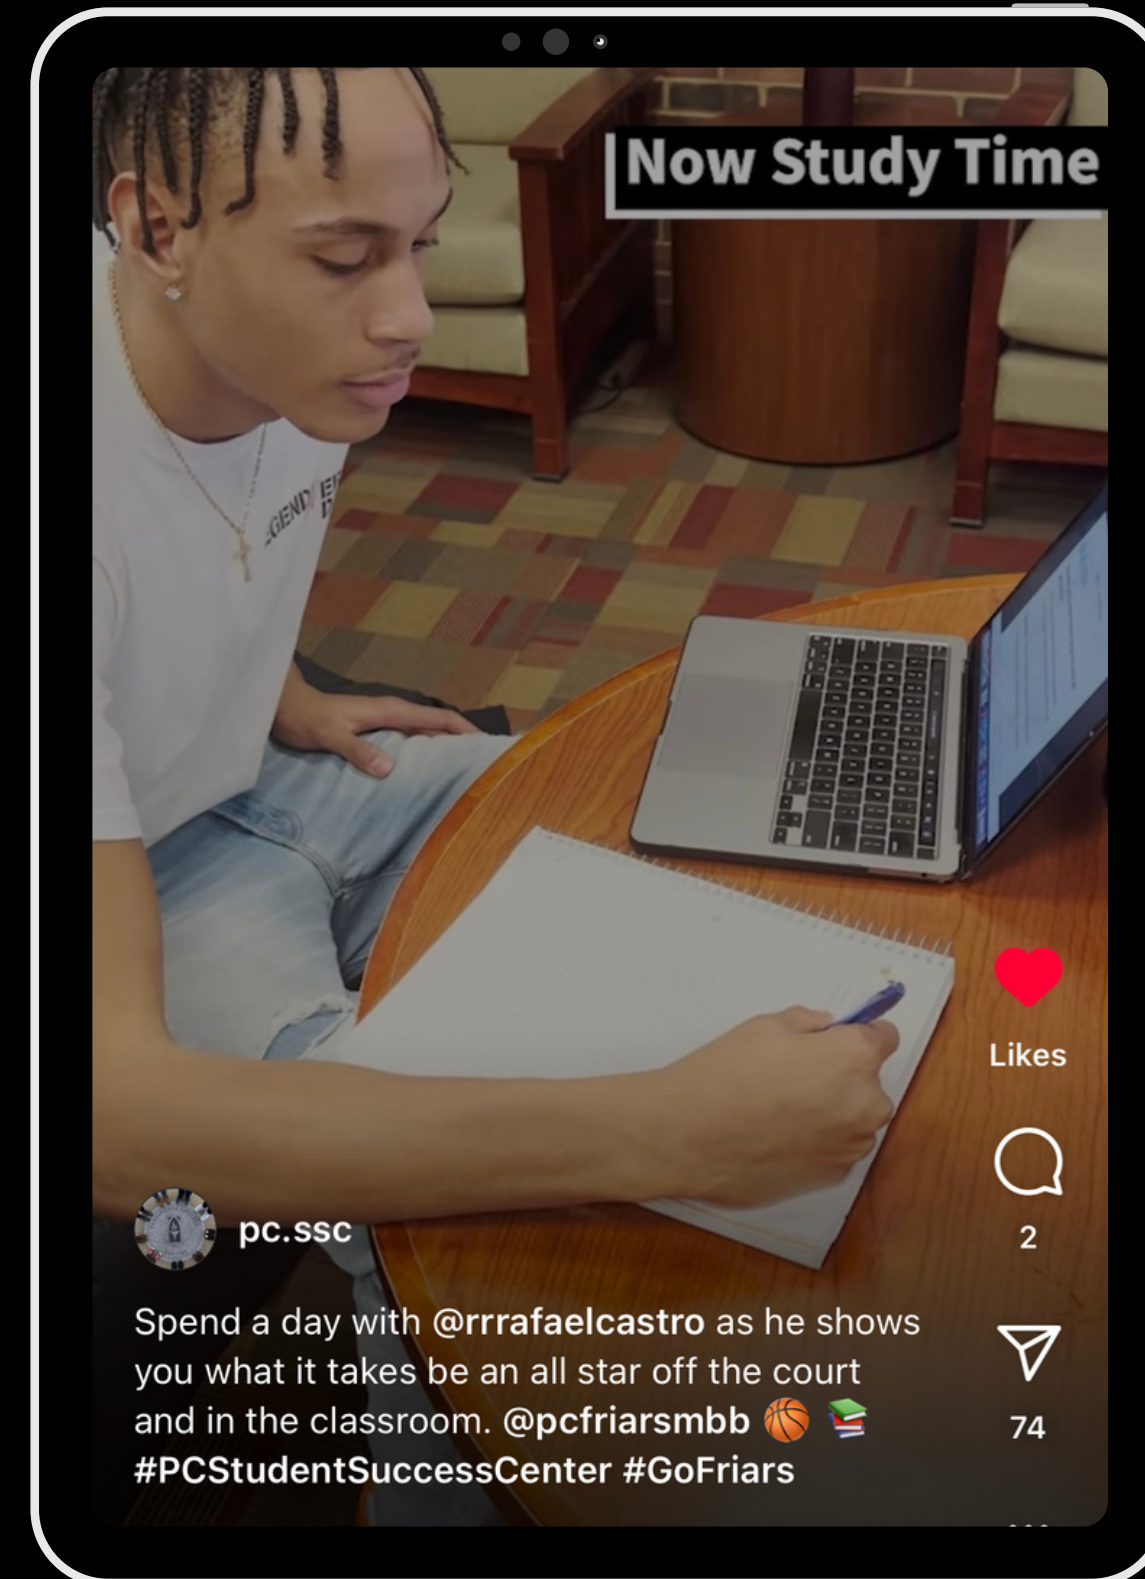 Now Study Time
Likes
2
74
pc.ssc
Spend a day with @rrrafaelcastro as he shows
you what it takes be an all star off the court
and in the classroom. @pcfriarsmbb 🏀 📚
#PCStudentSuccessCenter #GoFriars